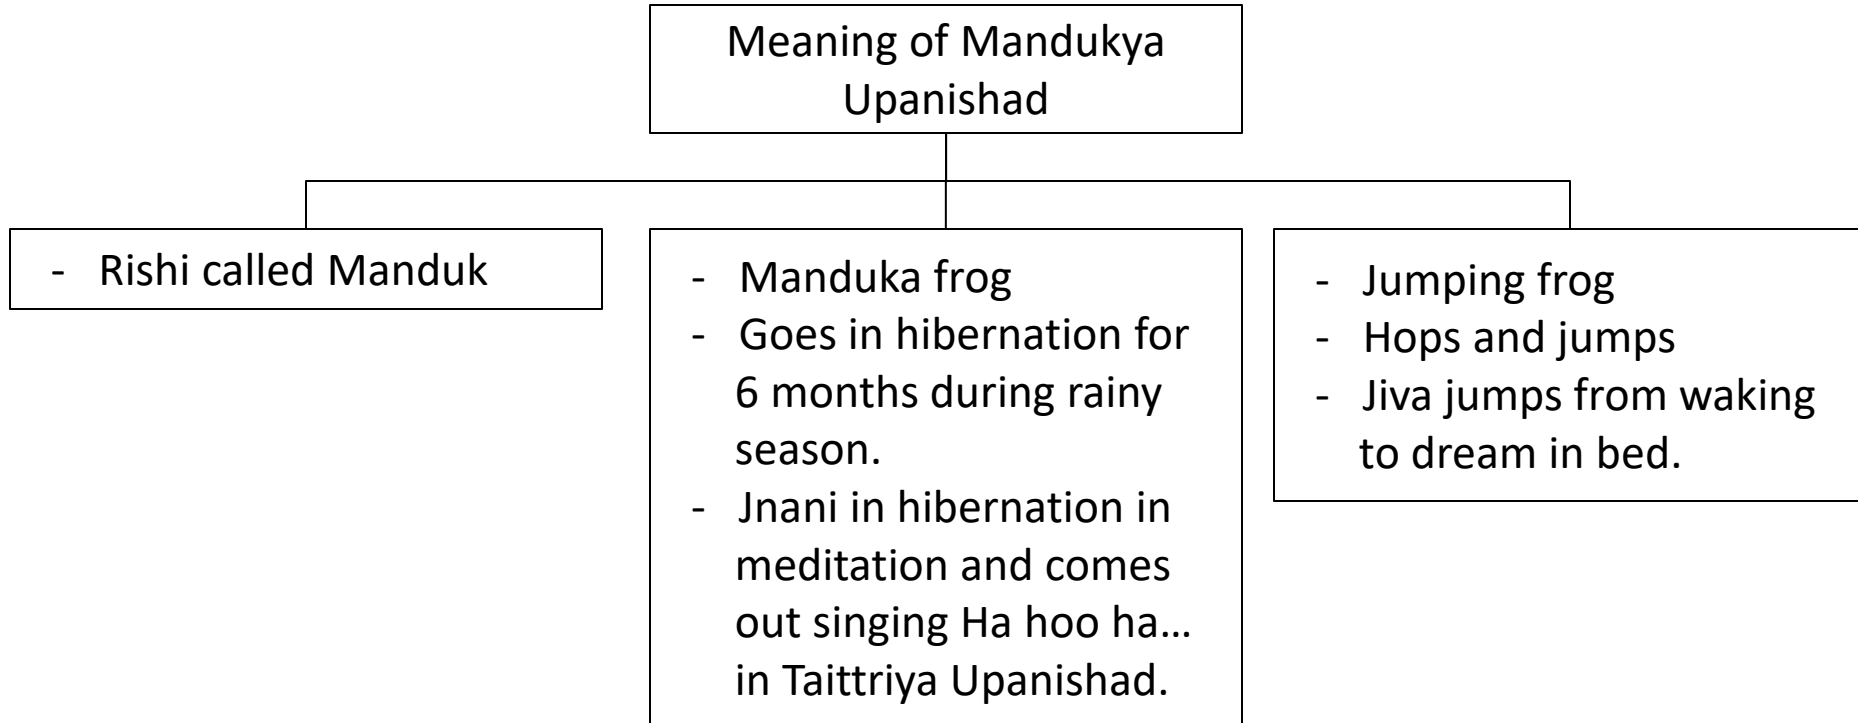 Meaning of Mandukya
Upanishad
- Rishi called Manduk
- Manduka frog
- Goes in hibernation for
6 months during rainy
season.
- Jnani in hibernation in
meditation and comes
out singing Ha hoo ha…
in Taittriya Upanishad.
- Jumping frog
- Hops and jumps
- Jiva jumps from waking
to dream in bed.